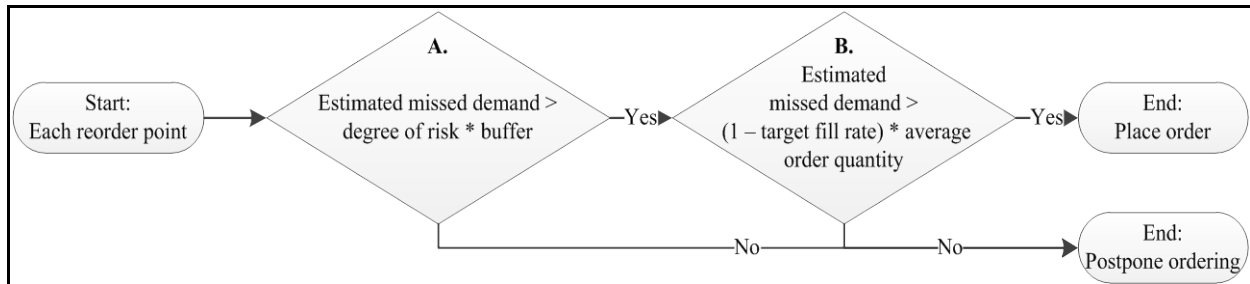 Start:
Each reorder point
A.
Estimated missed demand >
degree of risk * buffer
Yes
B.
Estimated
missed demand >
(1 – target fill rate) * average
order quantity
Yes
End:
Place order
No
No
End:
Postpone ordering